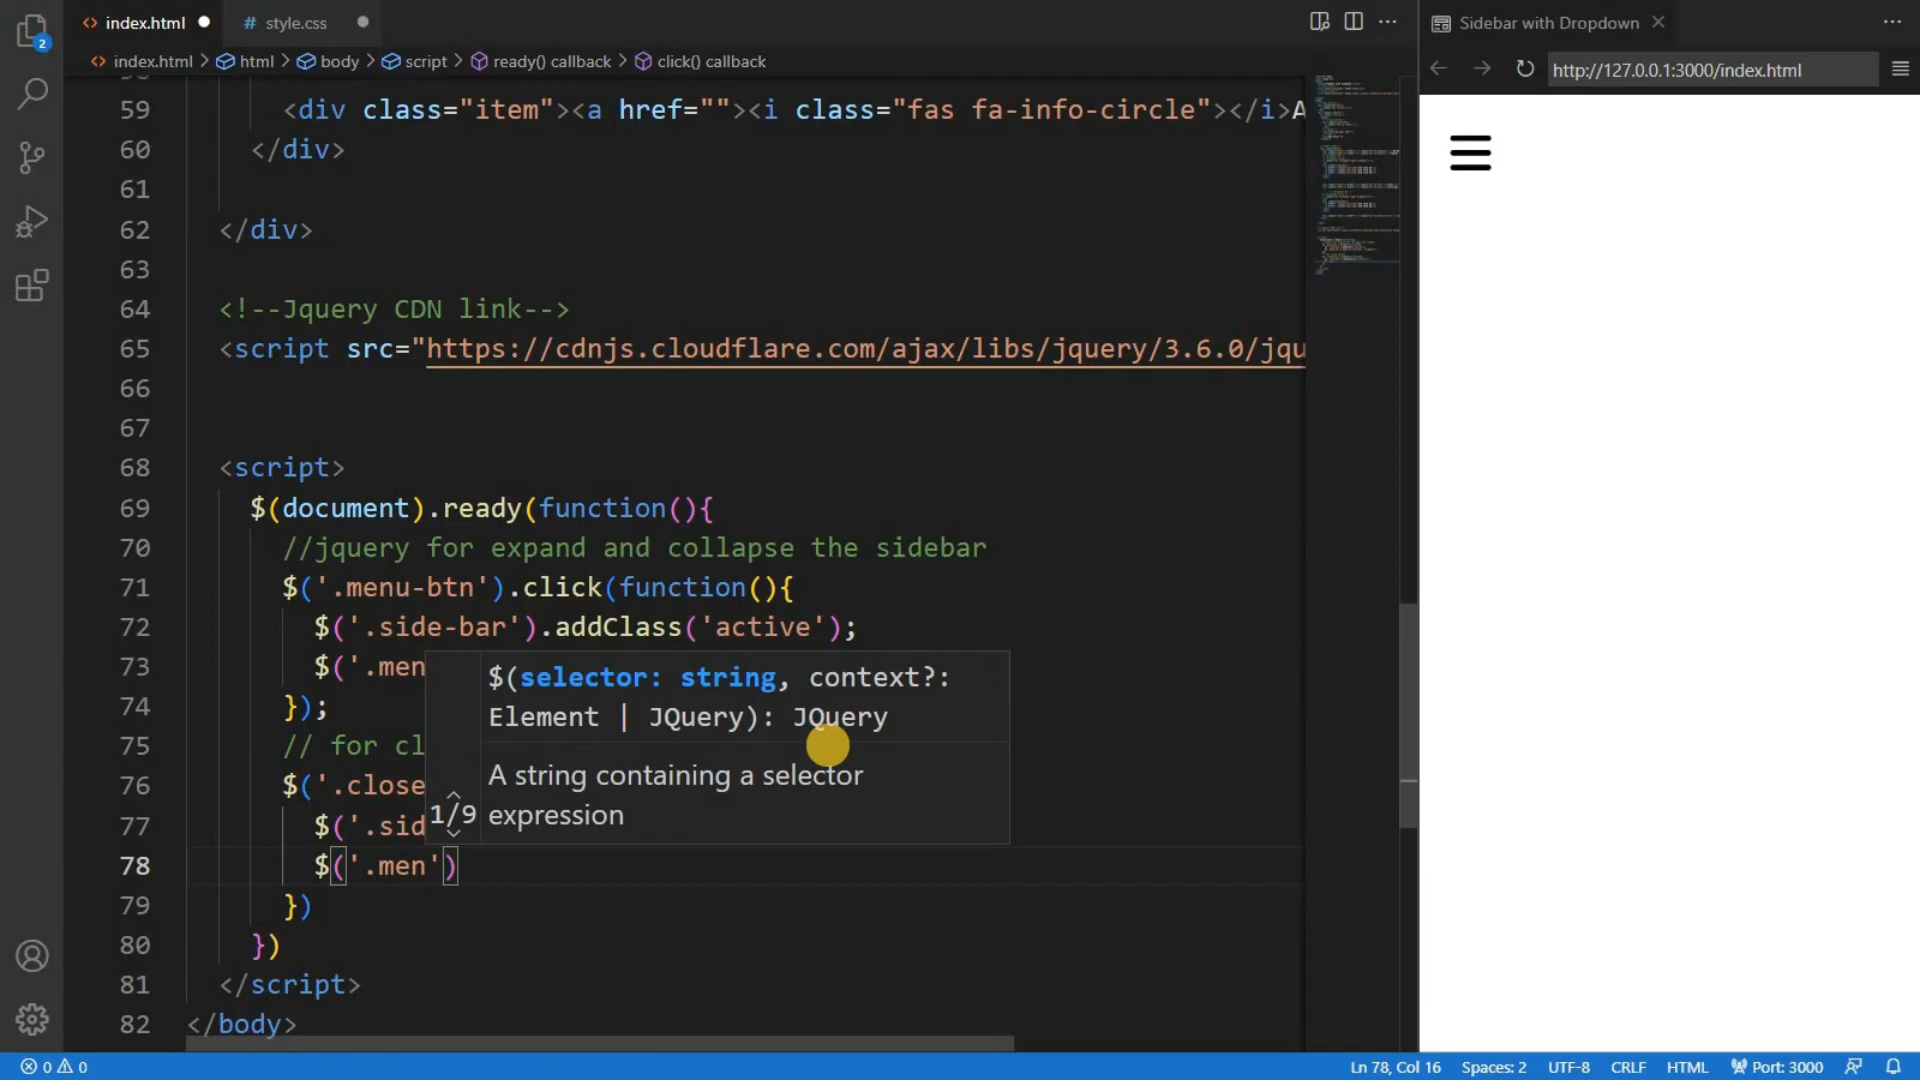 index.html
style.css
Sidebar with Dropdown
2
index.html > html > body > script > ready() callback > click() callback
http://127.0.0.1:3000/index.html
59 <div class="item"><a href=""><i class="fas fa-info-circle"></i>A
60 </div>
61
62 </div>
63
64 <!--Jquery CDN link-->
65 <script src="https://cdnjs.cloudflare.com/ajax/libs/jquery/3.6.0/jqu
66
67
68 <script>
69 $(document).ready(function(){
70 //jquery for expand and collapse the sidebar
71 $('.menu-btn').click(function(){
72 $('.side-bar').addClass('active');
73 $('.men
74 });
75 // for cl
76 $('.close
77 $('.sid
78 $('.men')
79 })
80 })
81 </script>
82 </body>
$(selector: string, context?:
Element | JQuery): JQuery
A string containing a selector
expression
1/9
0 0
Ln 78, Col 16 Spaces: 2 UTF-8 CRLF HTML Port: 3000